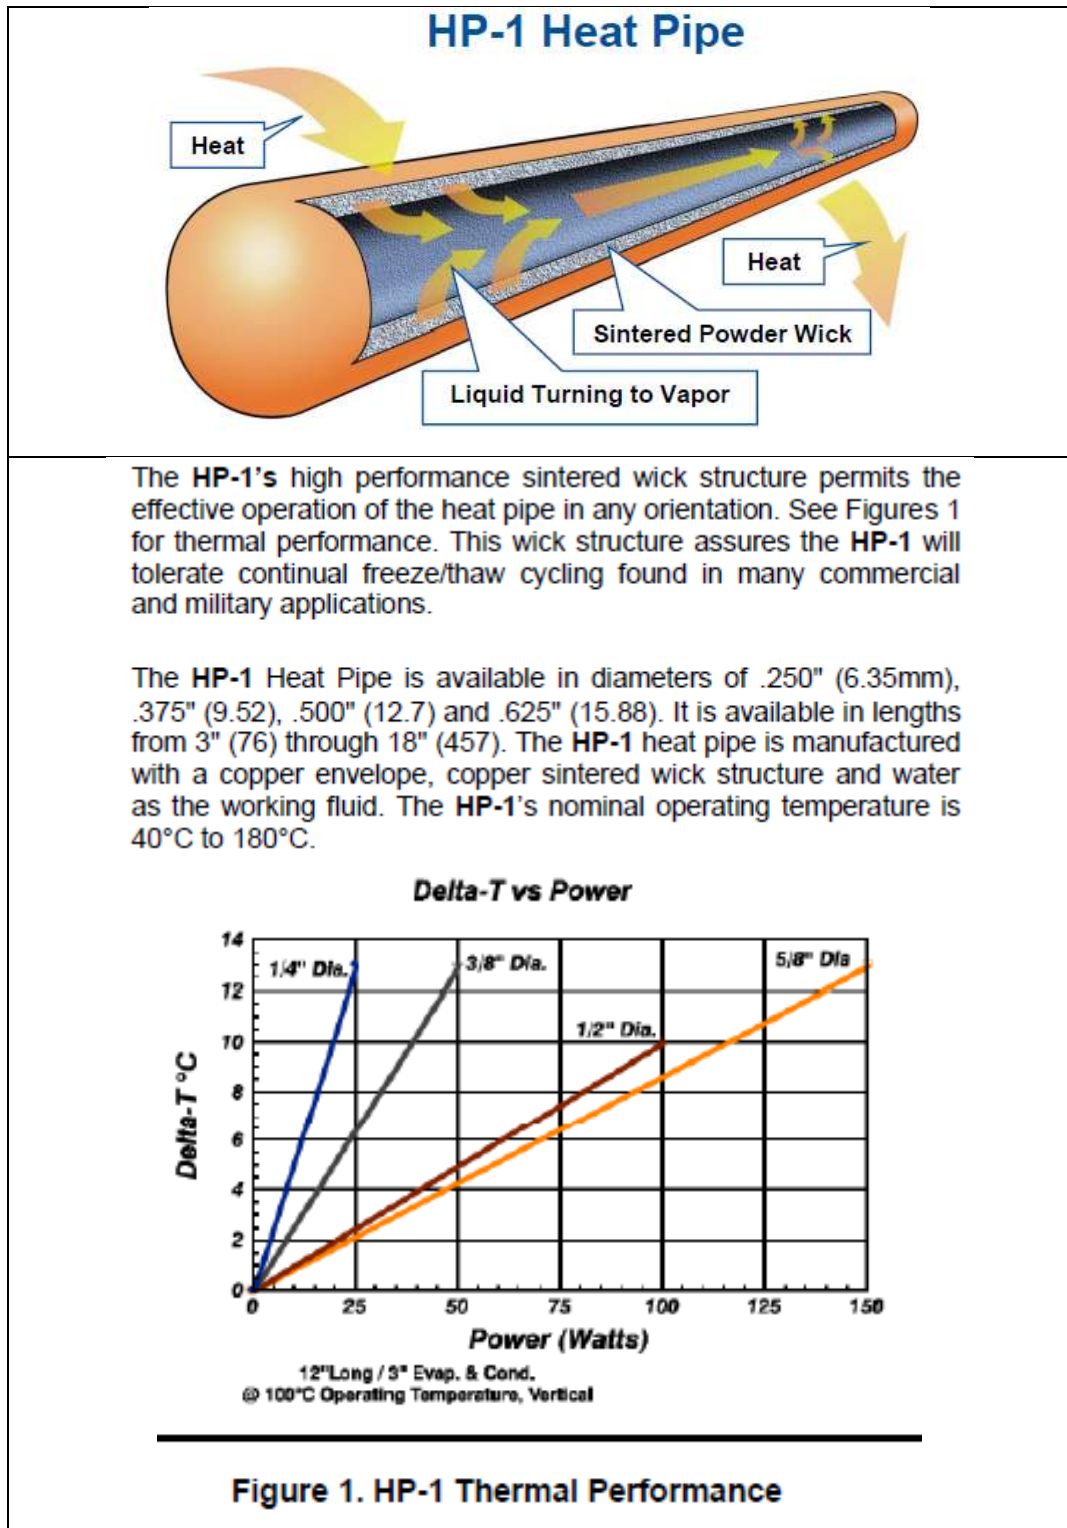 HP-1 Heat Pipe
Heat
Heat
Sintered Powder Wick
Liquid Turning to Vapor
The HP-1's high performance sintered wick structure permits the
effective operation of the heat pipe in any orientation. See Figures 1
for thermal performance. This wick structure assures the HP-1 will
tolerate continual freeze/thaw cycling found in many commercial
and military applications.
The HP-1 Heat Pipe is available in diameters of .250" (6.35mm),
.375" (9.52), .500" (12.7) and .625" (15.88). It is available in lengths
from 3" (76) through 18" (457). The HP-1 heat pipe is manufactured
with a copper envelope, copper sintered wick structure and water
as the working fluid. The HP-1's nominal operating temperature is
40°C to 180°C.
Delta-T vs Power
14
12
10
8
6
4
2
0
Delta-T °C
1/4" Dia.
3/8" Dia.
1/2" Dia.
5/8" Dia
0 25 50 75 100 125 150
Power (Watts)
12"Long / 3" Evap. & Cond.
@ 100°C Operating Temperature, Vertical
Figure 1. HP-1 Thermal Performance